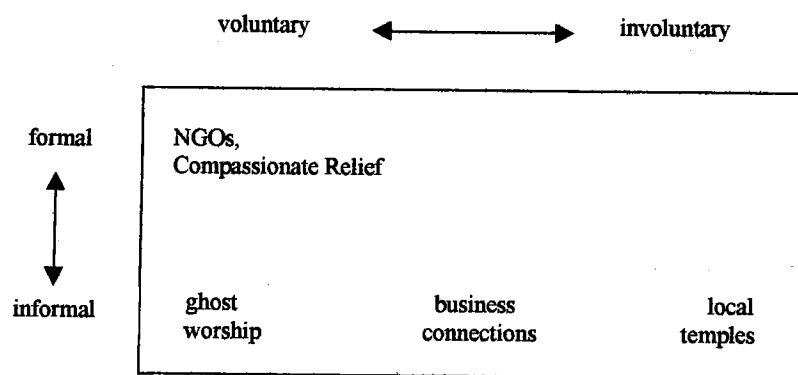 voluntary involuntary
formal NGOs,
Compassionate Relief
informal ghost business local
worship connections temples